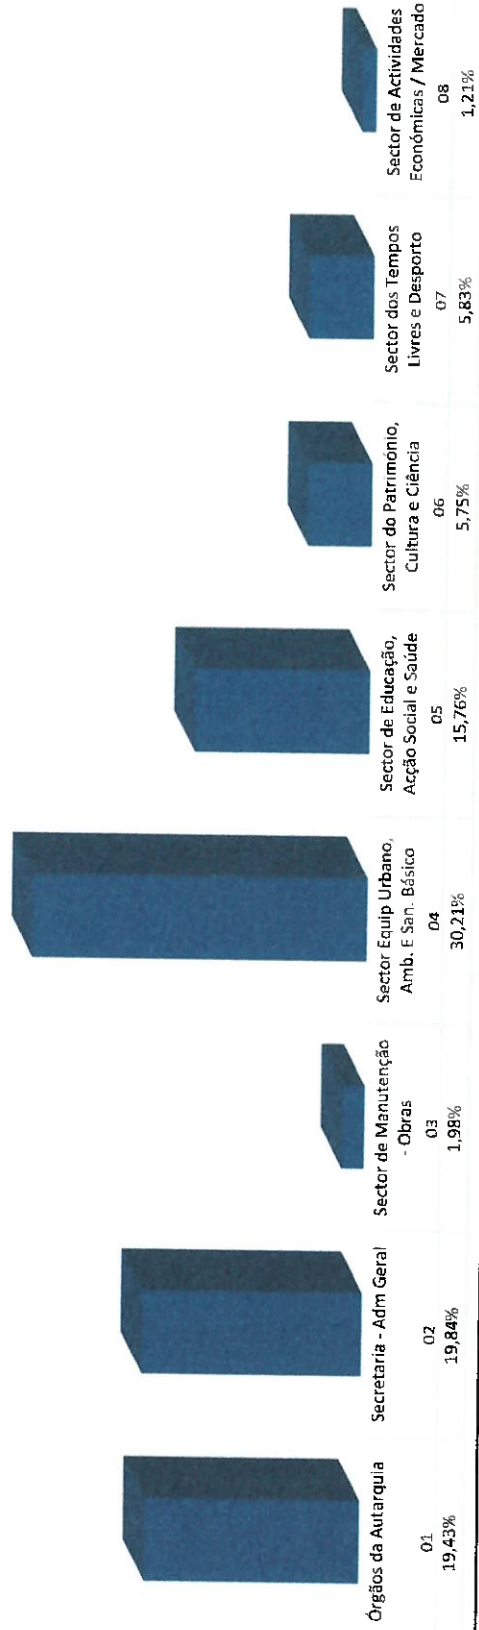 Órgãos da Autarquia
01
19,43%
Secretaria - Adm Geral
02
19,84%
Sector de Manutenção
- Obras
03
1,98%
Sector Equip Urbano,
Amb. E San. Básico
04
30,21%
Sector de Educação,
Acção Social e Saúde
05
15,76%
Sector do Património,
Cultura e Ciência
06
5,75%
Sector dos Tempos
Livres e Desporto
07
5,83%
Sector de Actividades
Económicas / Mercado
08
1,21%